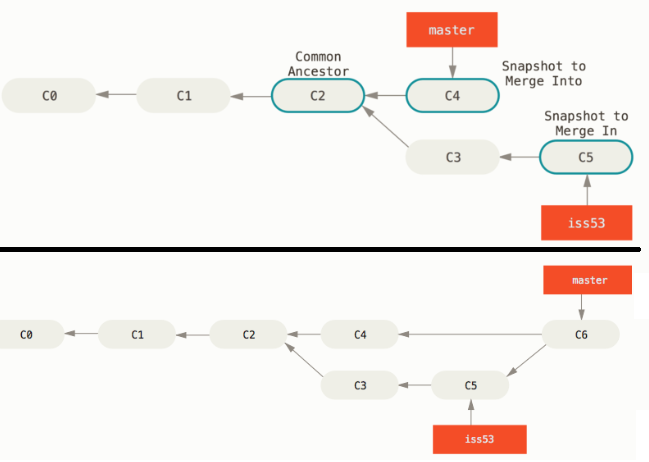 master
Common
Ancestor
Snapshot to
Merge Into
C0
C1
C2
C4
Snapshot to
Merge In
C3
C5
iss53
master
C0
C1
C2
C4
C6
C3
C5
iss53